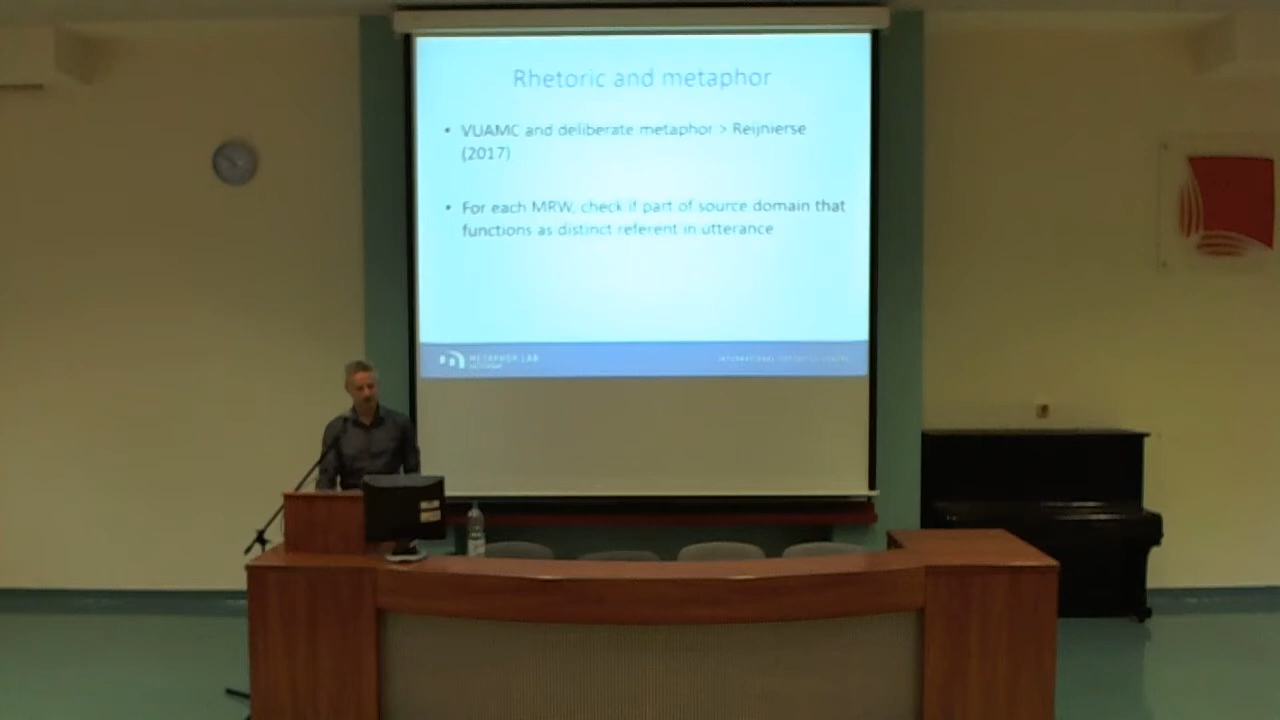 Rhetoric and metaphor
• VUAMC and deliberate metaphor > Reijnierse
(2017)
• For each MRW, check if part of source domain that
functions as distinct referent in utterance
METAPHOR LAB